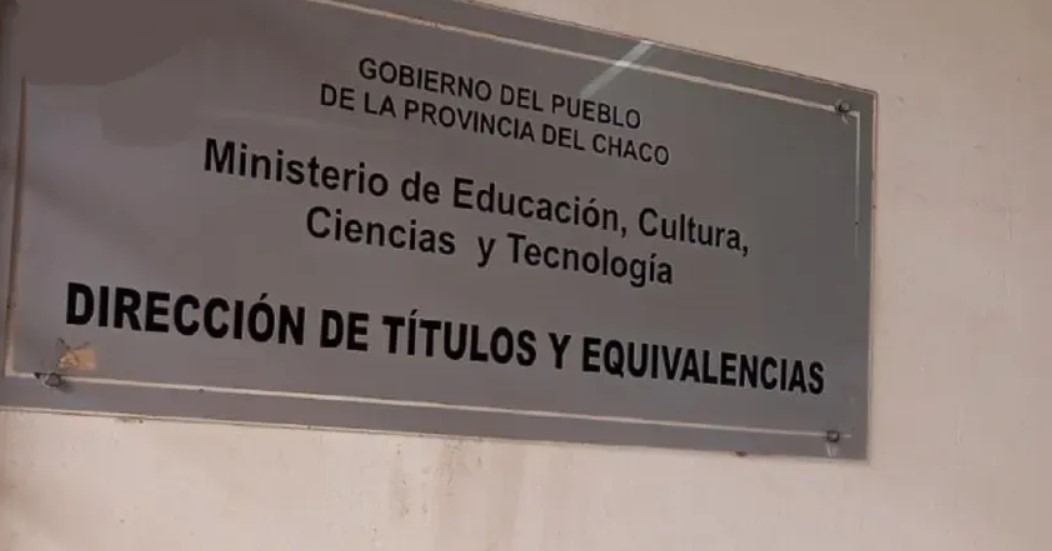 GOBIERNO DEL PUEBLO
DE LA PROVINCIA DEL CHACO
Ministerio de Educación, Cultura,
Ciencias y Tecnología
DIRECCIÓN DE TÍTULOS Y EQUIVALENCIAS